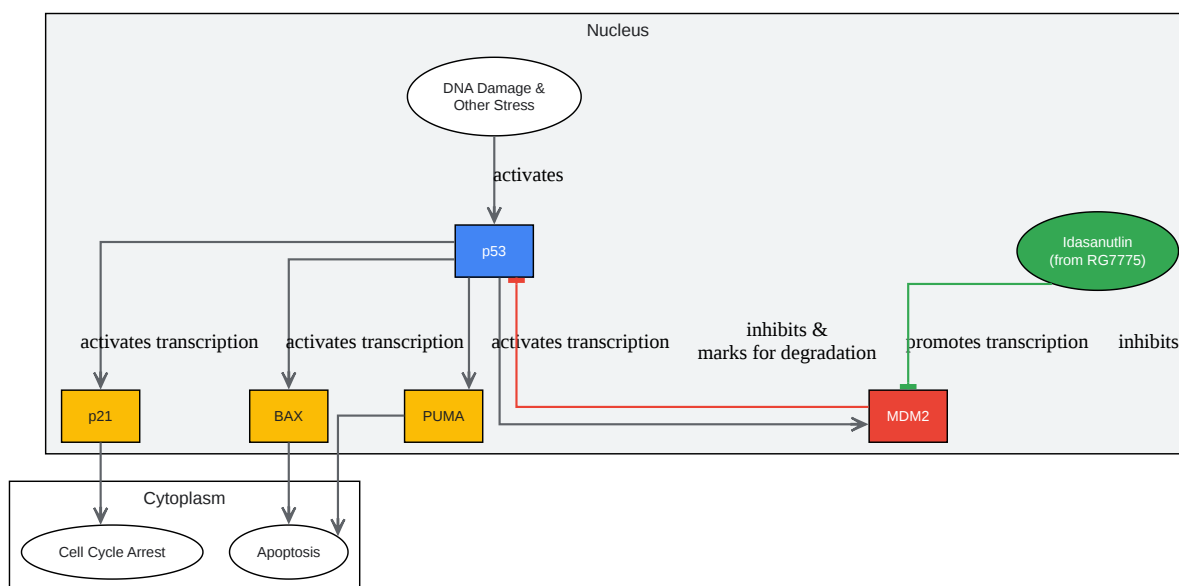 Nucleus
DNA Damage &
Other Stress
activates
p53
Idasanutlin
(from RG7775)
activates transcription
activates transcription
activates transcription
inhibits &
marks for degradation
promotes transcription
inhibits
p21
BAX
PUMA
MDM2
Cytoplasm
Cell Cycle Arrest
Apoptosis